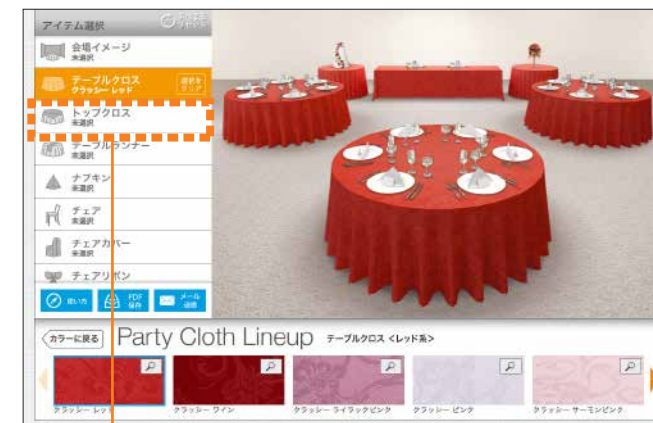 アイテム選択
会場イメージ
未選択
テーブルクロス
クラッシー レッド
選択を
クリア
トップクロス
未選択
テーブルランナー
未選択
ナプキン
未選択
チェア
未選択
チェアカバー
未選択
チェアリボン
使い方
PDF
保存
メール
送信
カラーに戻る
Party Cloth Lineup
テーブルクロス <レッド系>
クラッシー レッド
クラッシー ワイン
クラッシー ライラックピンク
クラッシー ピンク
クラッシー サーモンピンク